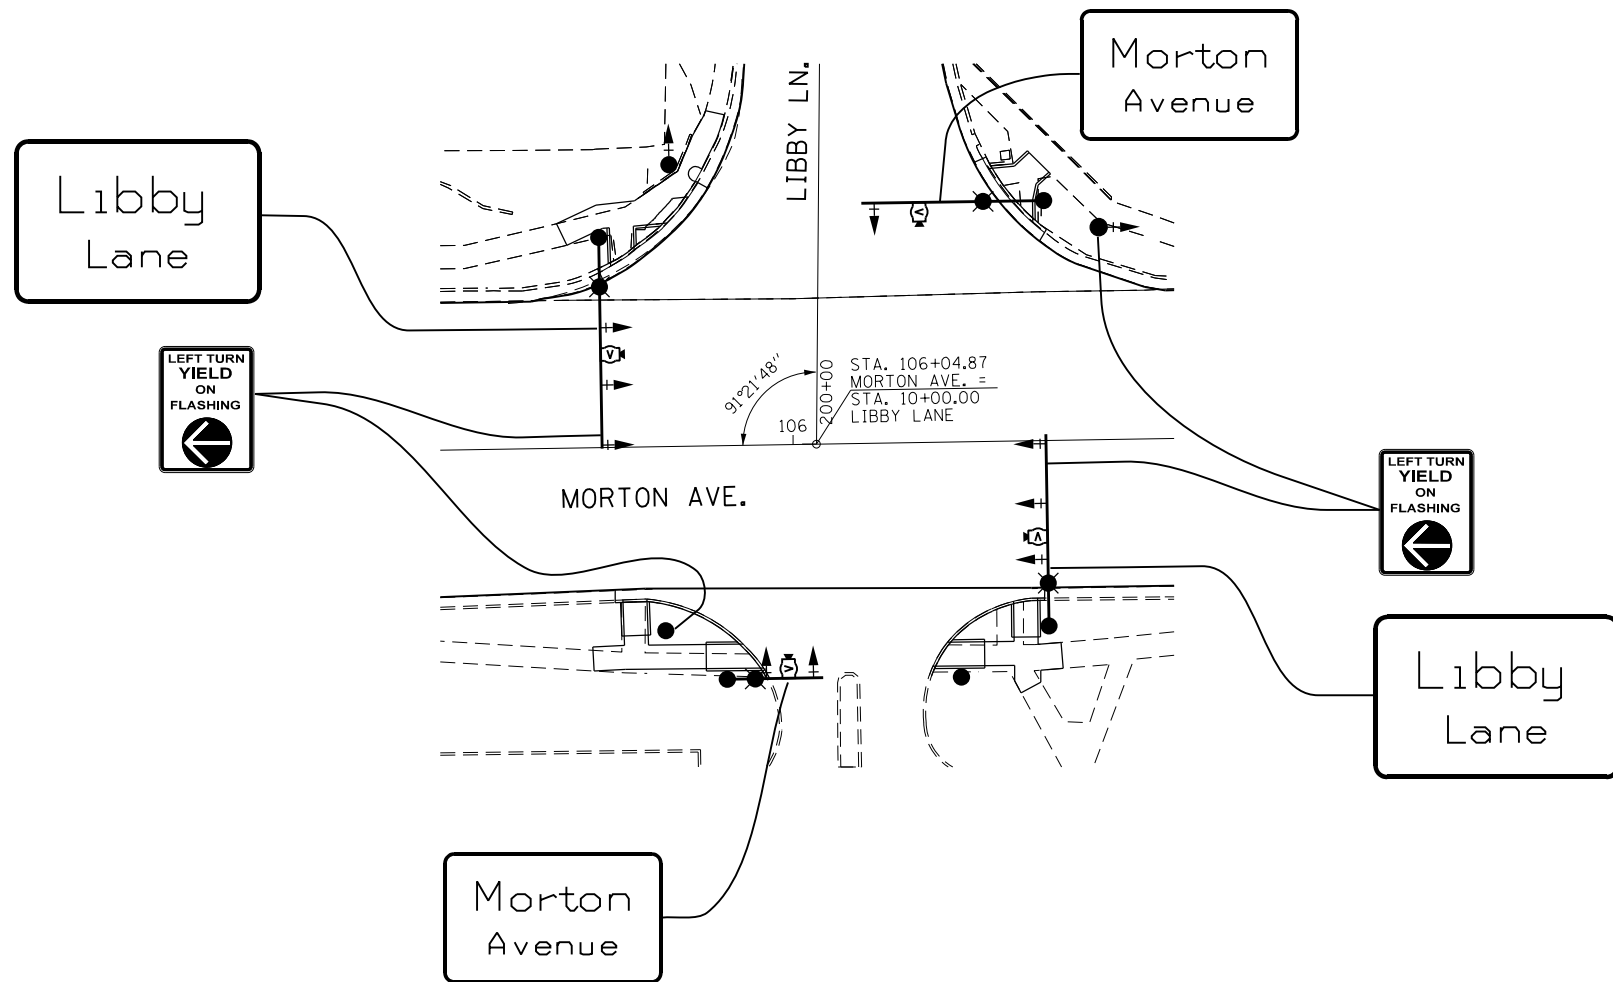 Morton
Avenue
LIBBY LN.
Libby
Lane
V
V
LEFT TURN
YIELD
ON
FLASHING
91°21'48"
200+00
STA. 106+04.87
MORTON AVE. =
STA. 10+00.00
LIBBY LANE
106
LEFT TURN
YIELD
ON
FLASHING
MORTON AVE.
V
V
Libby
Lane
Morton
Avenue